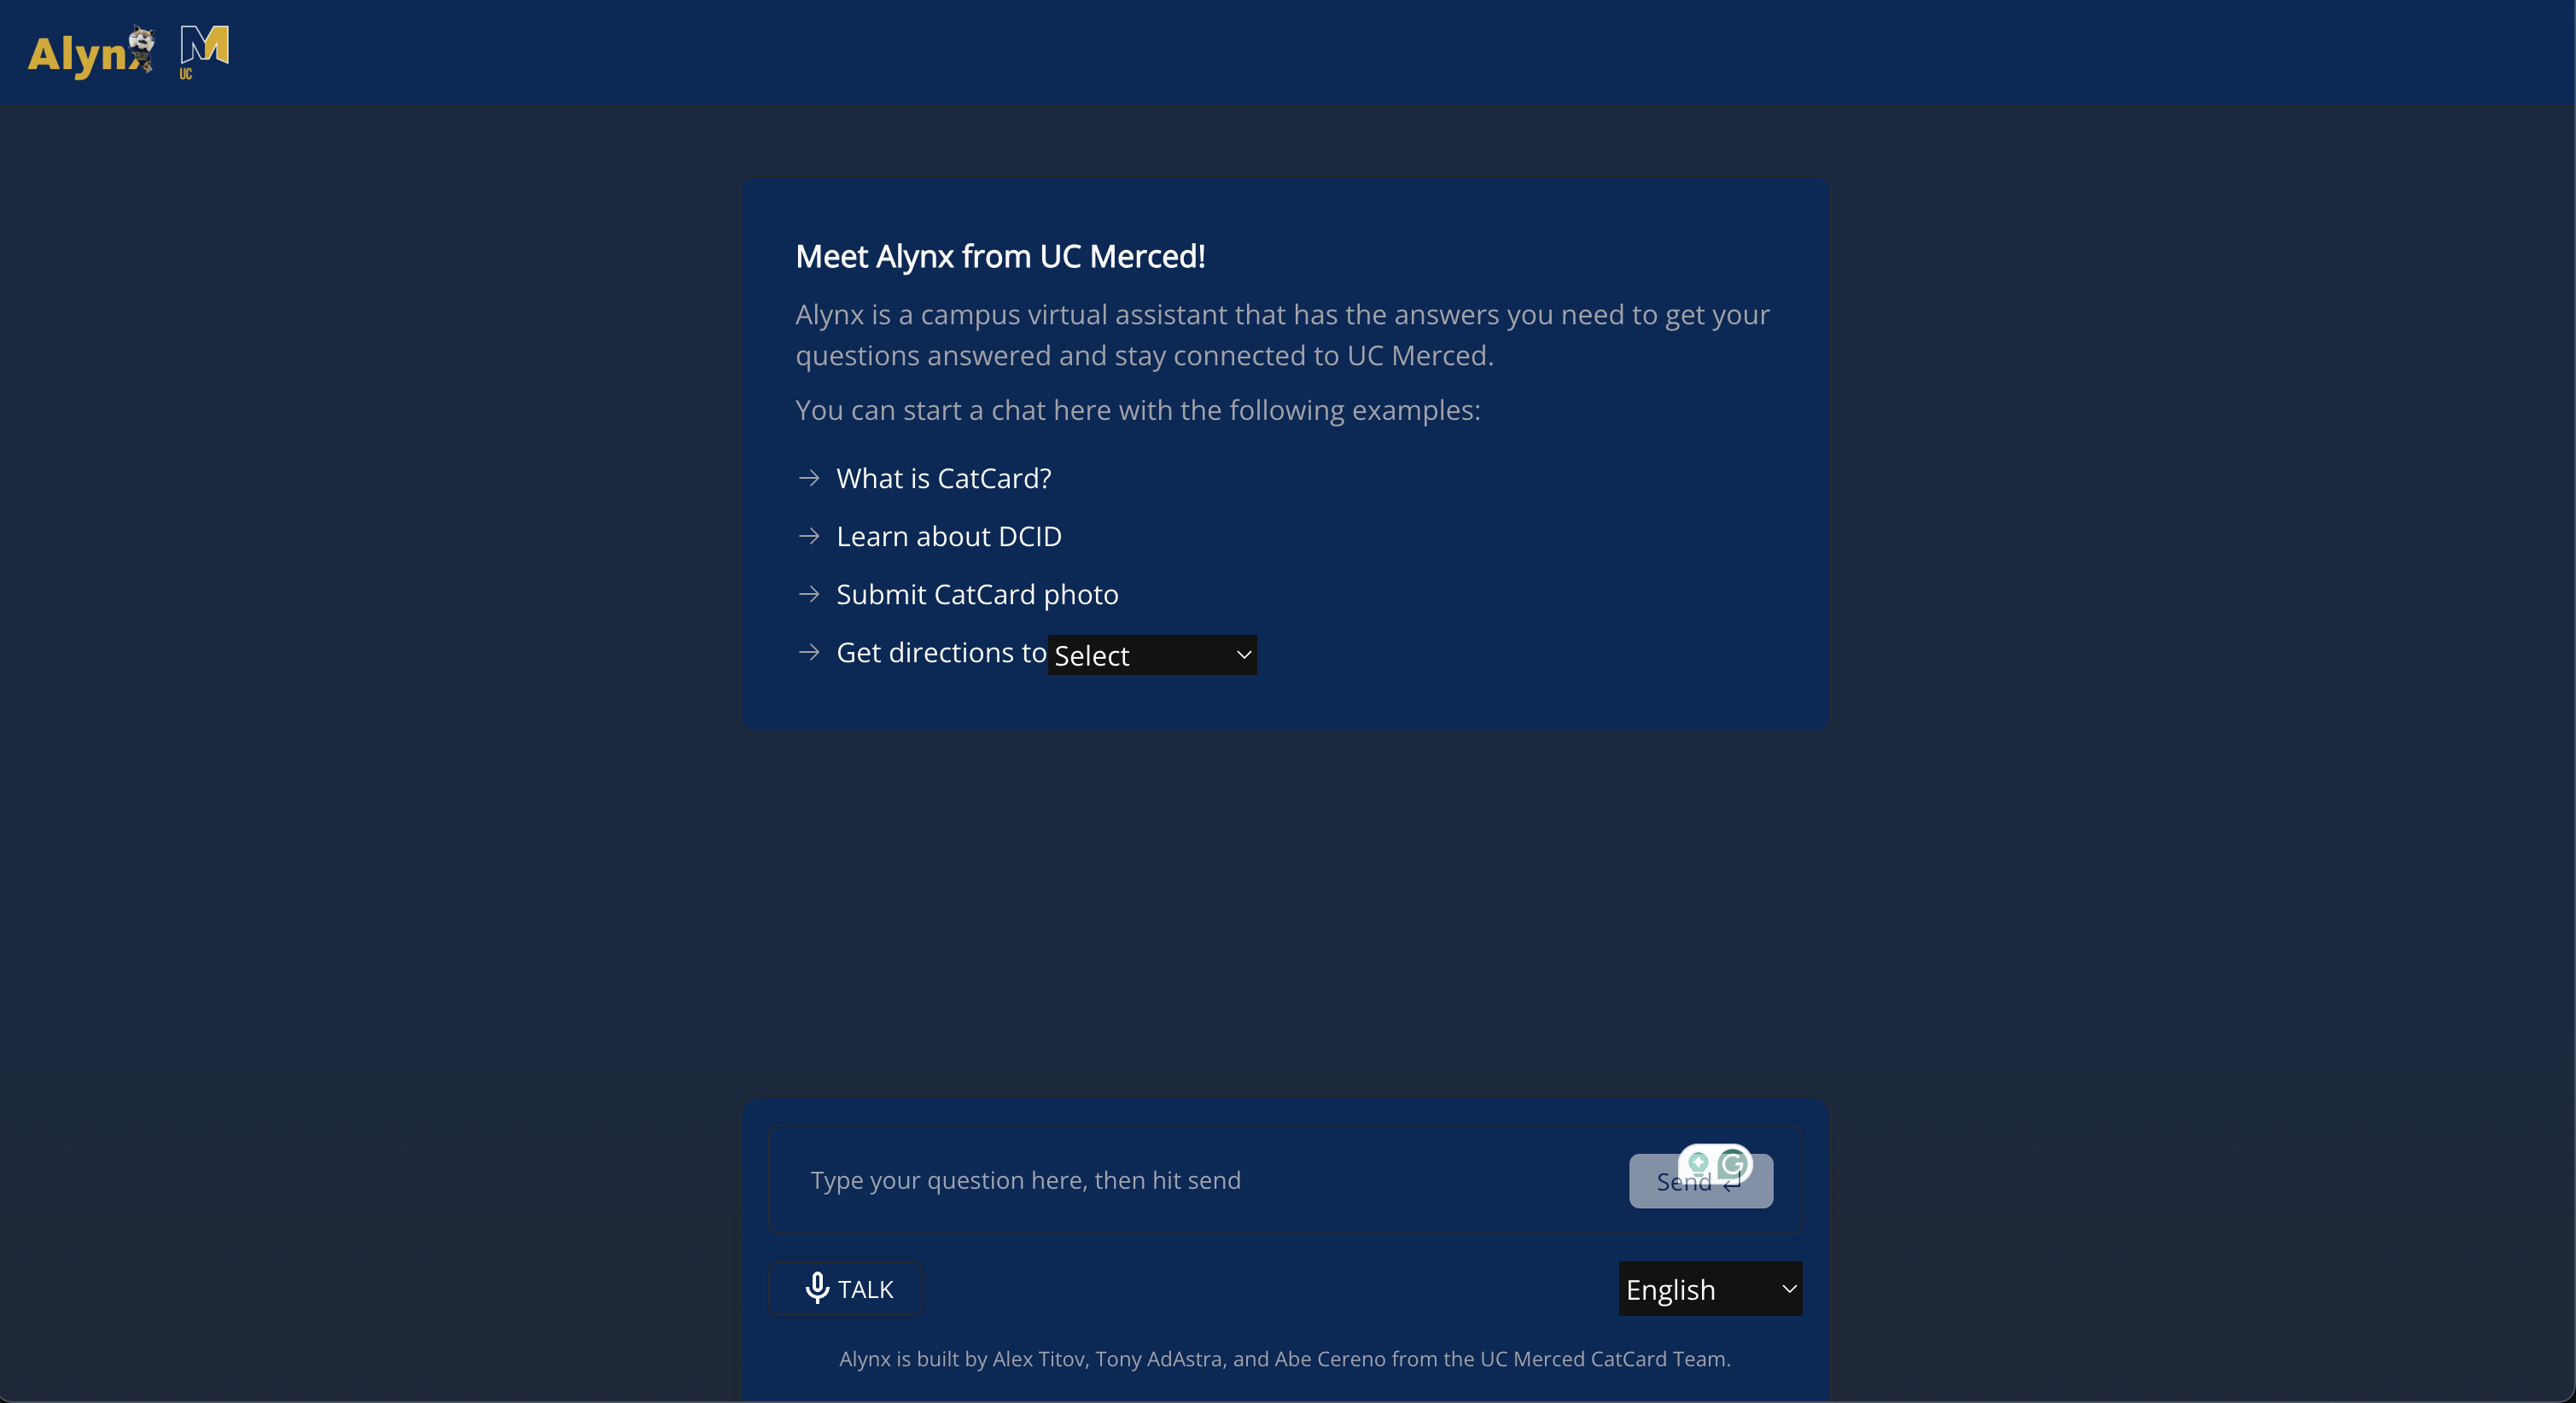 Alynx
UC
Meet Alynx from UC Merced!
Alynx is a campus virtual assistant that has the answers you need to get your
questions answered and stay connected to UC Merced.
You can start a chat here with the following examples:
→ What is CatCard?
→ Learn about DCID
→ Submit CatCard photo
→ Get directions to Select
Type your question here, then hit send
Send
TALK
English
Alynx is built by Alex Titov, Tony AdAstra, and Abe Cereno from the UC Merced CatCard Team.